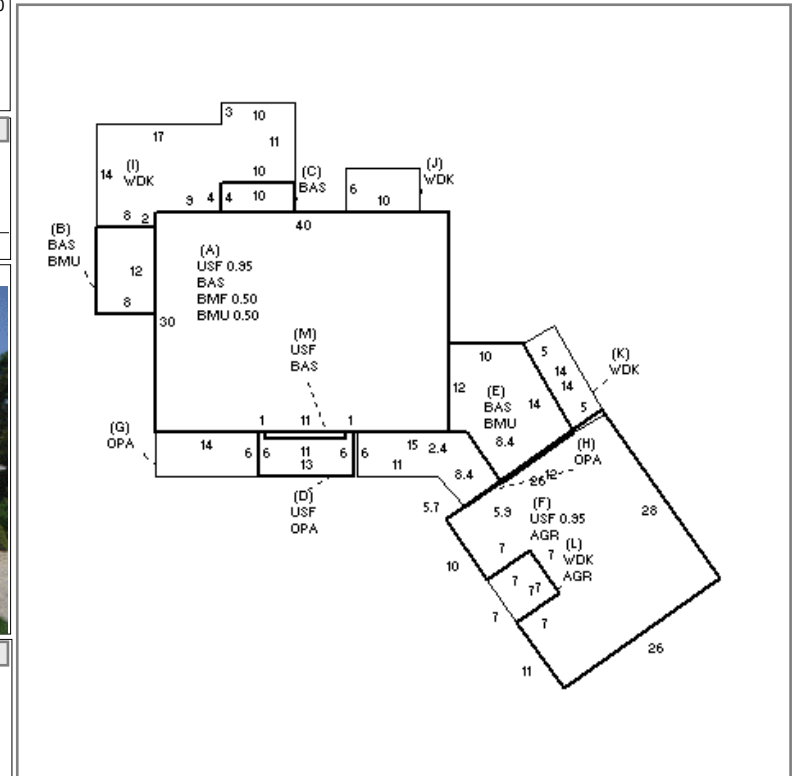 3 10
17
11
14
(I)
WDK
10
(C)
BAS
(J)
WDK
9 4 4 10
6
10
8 2
(B)
BAS
BMU
12
8
40
(A)
USF 0.95
BAS
BMF 0.50
BMU 0.50
30
(M)
USF
BAS
10
5
14
14
(K)
WDK
12
(E)
BAS
BMU
14
5
8.4
(G)
OPA
14
1 11 1
6 6 11 6 6
13
15 2.4
11
8.4
(H)
OPA
(D)
USF
OPA
26 12
5.7
5.9
(F)
USF 0.95
AGR
28
7 7
(L)
WDK
AGR
10
7 7 7
7 7
11
26